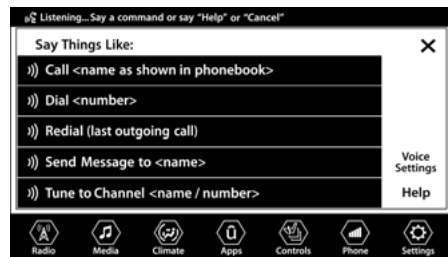 Listening... Say a command or say "Help" or "Cancel"
Say Things Like:
Call <name as shown in phonebook>
Dial <number>
Redial (last outgoing call)
Send Message to <name>
Tune to Channel <name / number>
Voice
Settings
Help
Radio
Media
Climate
Apps
Controls
Phone
Settings